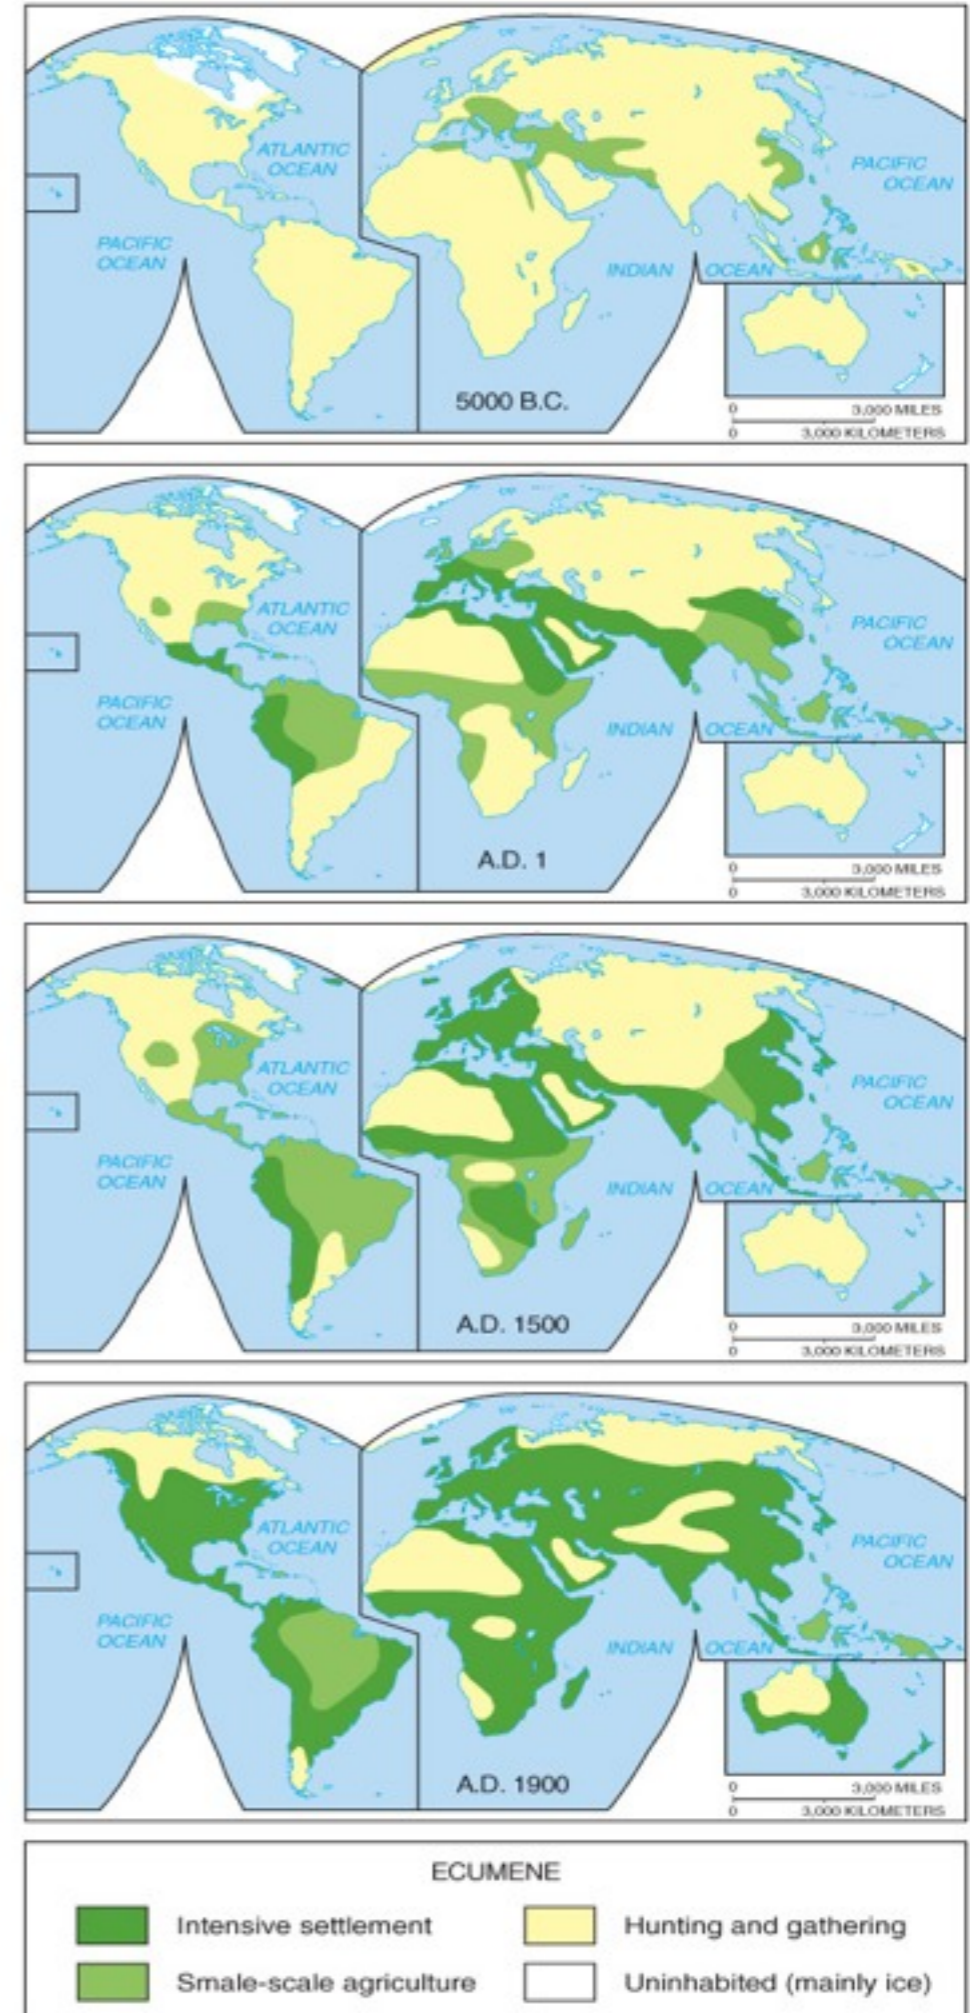 ATLANTIC
OCEAN
PACIFIC
OCEAN
PACIFIC
OCEAN
INDIAN OCEAN
5000 B.C.
0 3,000 MILES
0 3,000 KILOMETERS
ATLANTIC
OCEAN
PACIFIC
OCEAN
PACIFIC
OCEAN
INDIAN OCEAN
A.D. 1
0 3,000 MILES
0 3,000 KILOMETERS
ATLANTIC
OCEAN
PACIFIC
OCEAN
PACIFIC
OCEAN
INDIAN OCEAN
A.D. 1500
0 3,000 MILES
0 3,000 KILOMETERS
ATLANTIC
OCEAN
PACIFIC
OCEAN
PACIFIC
OCEAN
INDIAN OCEAN
A.D. 1900
0 3,000 MILES
0 3,000 KILOMETERS
ECUMENE
Intensive settlement
Hunting and gathering
Smale-scale agriculture
Uninhabited (mainly ice)